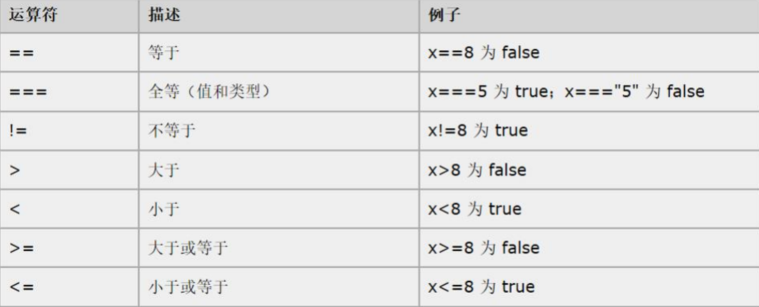 运算符 描述 例子
== 等于 x==8 为 false
=== 全等（值和类型） x===5 为 true；x==="5" 为 false
!= 不等于 x!=8 为 true
> 大于 x>8 为 false
< 小于 x<8 为 true
>= 大于或等于 x>=8 为 false
<= 小于或等于 x<=8 为 true